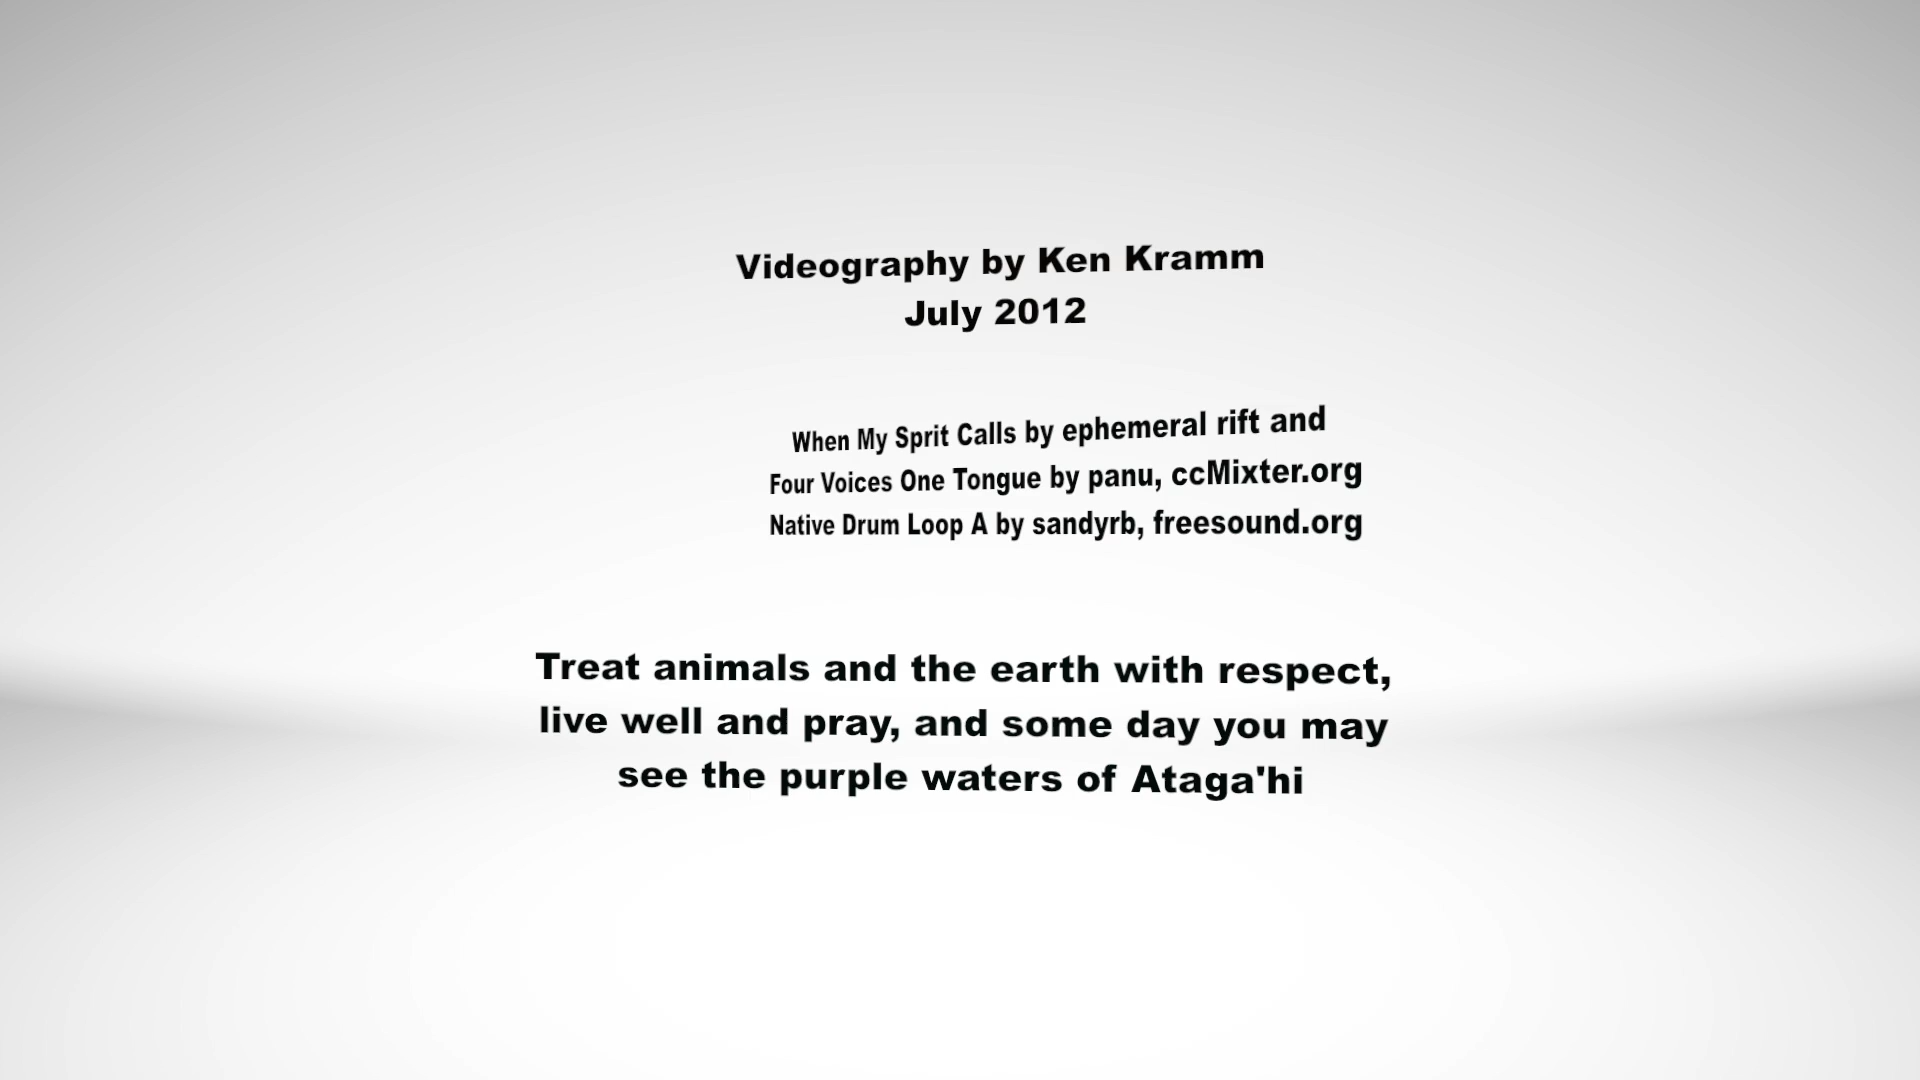 Videography by Ken Kramm
July 2012
When My Sprit Calls by ephemeral rift and
Four Voices One Tongue by panu, ccMixter.org
Native Drum Loop A by sandyrb, freesound.org
Treat animals and the earth with respect,
live well and pray, and some day you may
see the purple waters of Ataga'hi